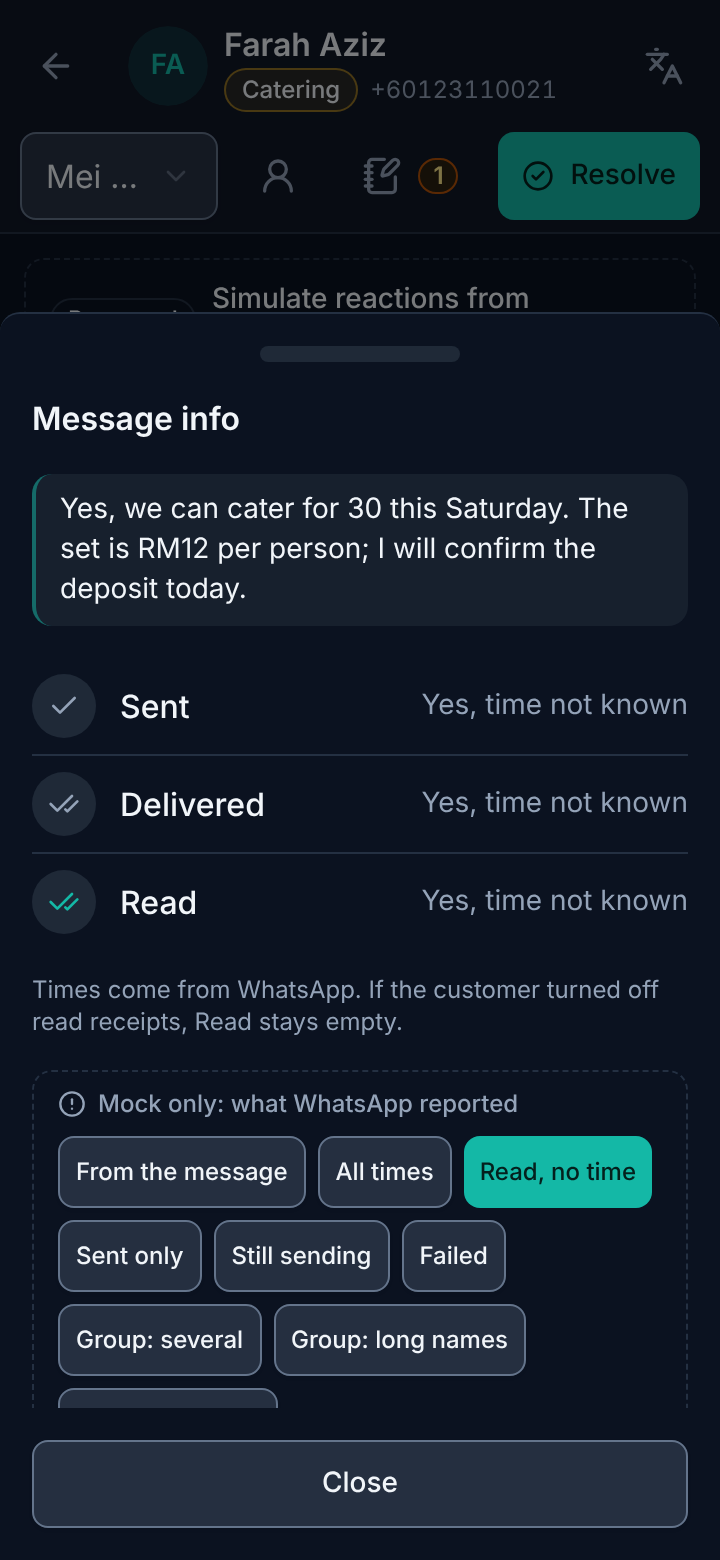 FA
Farah Aziz
Catering
+60123110021
Mei ...
1
Resolve
Simulate reactions from
Message info
Yes, we can cater for 30 this Saturday. The
set is RM12 per person; I will confirm the
deposit today.
Sent
Yes, time not known
Delivered
Yes, time not known
Read
Yes, time not known
Times come from WhatsApp. If the customer turned off
read receipts, Read stays empty.
Mock only: what WhatsApp reported
From the message
All times
Read, no time
Sent only
Still sending
Failed
Group: several
Group: long names
Close